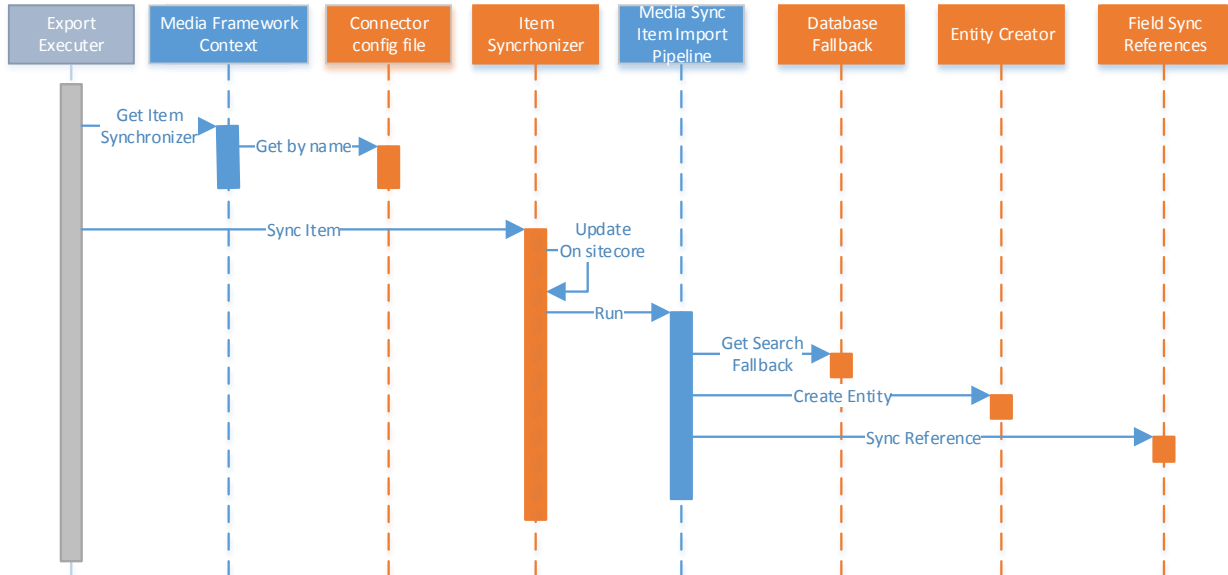 Export
Executer
Media Framework
Context
Connector
config file
Item
Syncrhonizer
Media Sync
Item Import
Pipeline
Database
Fallback
Entity Creator
Field Sync
References
Get Item
Synchronizer
Get by name
Sync Item
Update
On sitecore
Run
Get Search
Fallback
Create Entity
Sync Reference